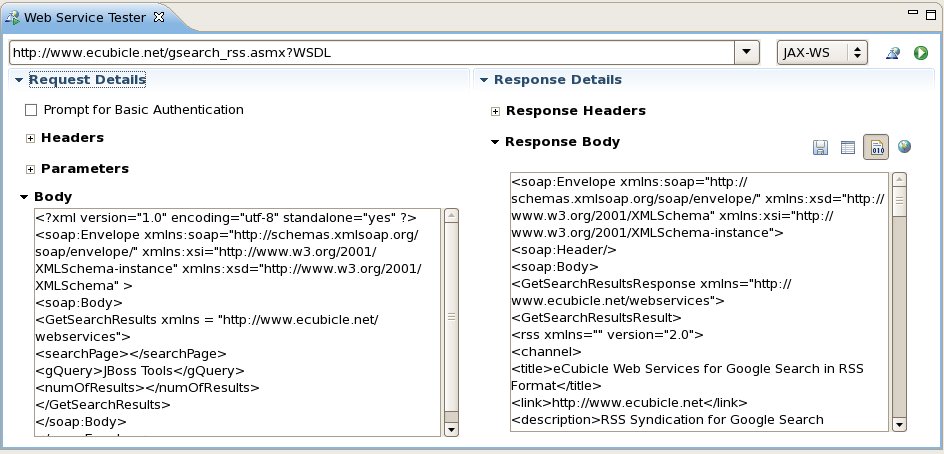 Web Service Tester
http://www.ecubicle.net/gsearch_rss.asmx?WSDL
JAX-WS
Request Details
Prompt for Basic Authentication
Headers
Parameters
Body
<?xml version="1.0" encoding="utf-8" standalone="yes" ?>
<soap:Envelope xmlns:soap="http://schemas.xmlsoap.org/
soap/envelope/" xmlns:xsi="http://www.w3.org/2001/
XMLSchema-instance" xmlns:xsd="http://www.w3.org/2001/
XMLSchema" >
<soap:Body>
<GetSearchResults xmlns = "http://www.ecubicle.net/
webservices">
<searchPage></searchPage>
<gQuery>JBoss Tools</gQuery>
<numOfResults></numOfResults>
</GetSearchResults>
</soap:Body>
Response Details
Response Headers
Response Body
010
<soap:Envelope xmlns:soap="http://
schemas.xmlsoap.org/soap/envelope/" xmlns:xsd="http://
www.w3.org/2001/XMLSchema" xmlns:xsi="http://
www.w3.org/2001/XMLSchema-instance">
<soap:Header/>
<soap:Body>
<GetSearchResultsResponse xmlns="http://
www.ecubicle.net/webservices">
<GetSearchResultsResult>
<rss xmlns="" version="2.0">
<channel>
<title>eCubicle Web Services for Google Search in RSS
Format</title>
<link>http://www.ecubicle.net</link>
<description>RSS Syndication for Google Search